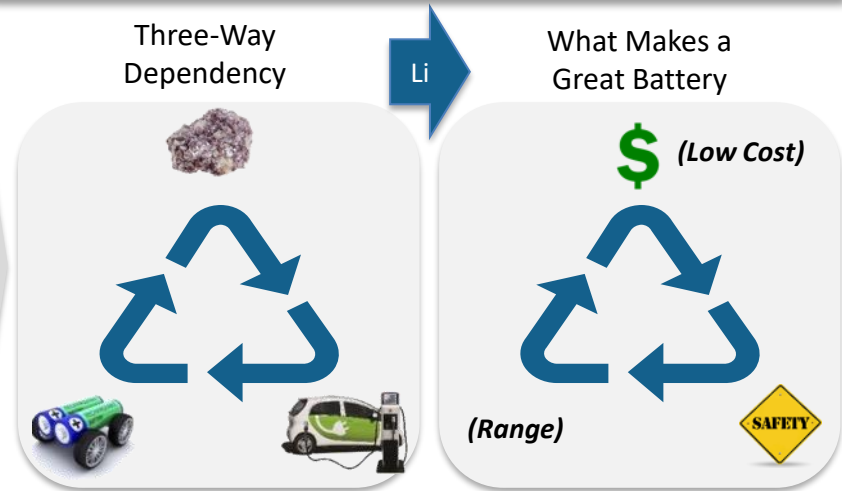 Three-Way
Dependency
Li
What Makes a
Great Battery
$ (Low Cost)
(Range)
SAFETY